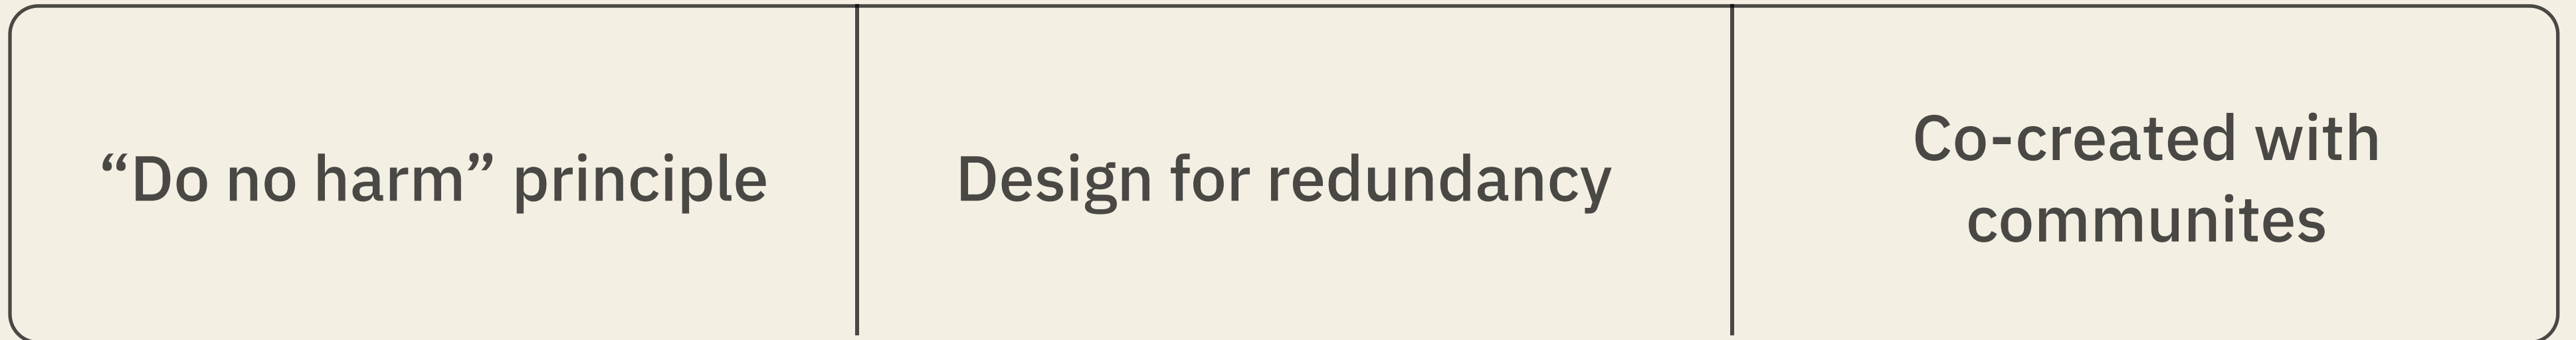 “Do no harm” principle
Design for redundancy
Co-created with
communites